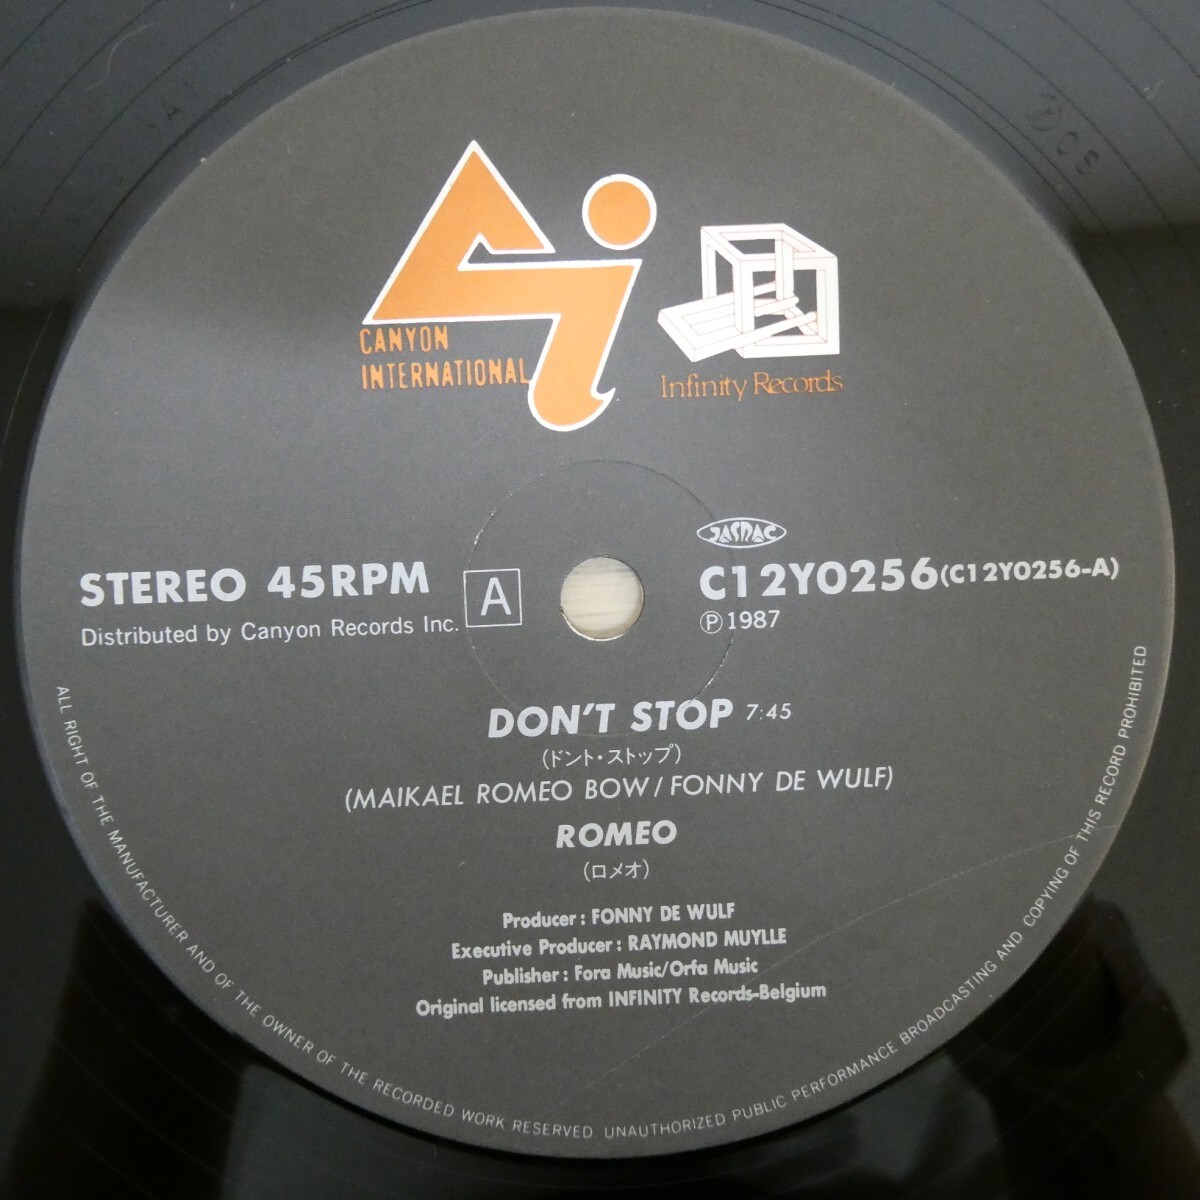 CANYON
INTERNATIONAL
Infinity Records
JASRAC
STEREO 45RPM
A
C12Y0256(C12Y0256-A)
Distributed by Canyon Records Inc.
Ⓟ1987
DON'T STOP 7:45
(ドント・ストップ)
(MAIKAEL ROMEO BOW/FONNY DE WULF)
ROMEO
(ロメオ)
Producer: FONNY DE WULF
Executive Producer: RAYMOND MUYLLE
Publisher: Fora Music/Orfa Music
Original licensed from INFINITY Records-Belgium
ALL RIGHT OF THE MANUFACTURER AND OF THE OWNER OF THE RECORDED WORK RESERVED. UNAUTHORIZED PUBLIC PERFORMANCE BROADCASTING AND COPYING OF THIS RECORD PROHIBITED